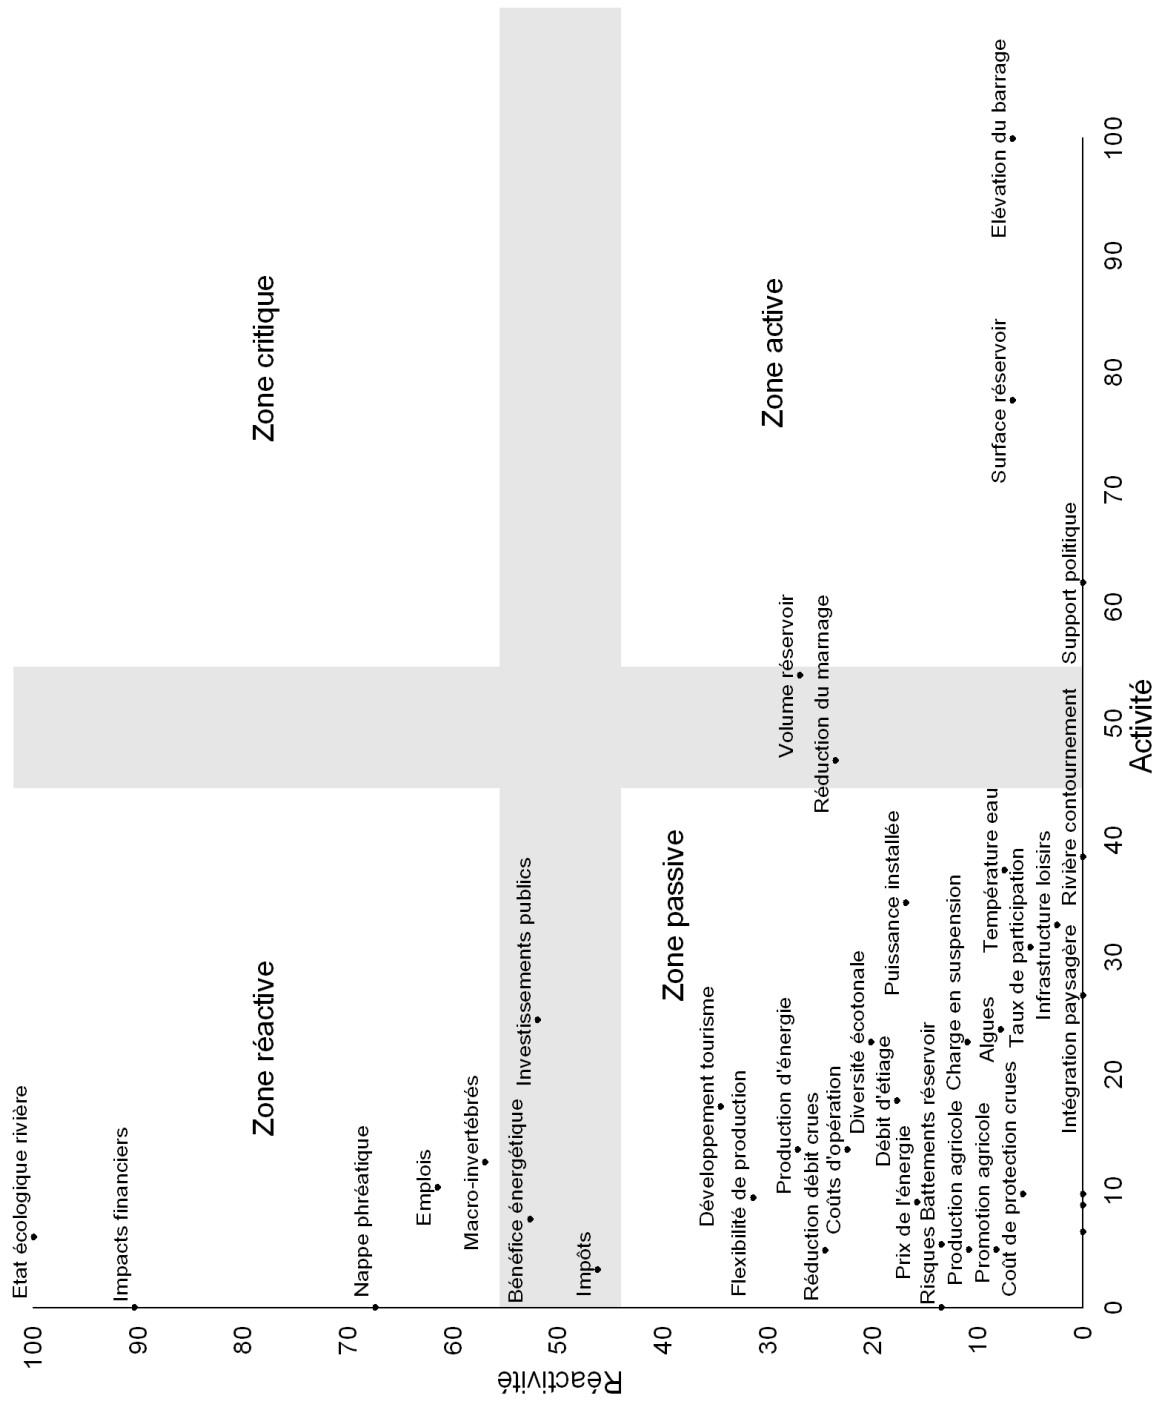 Etat écologique rivière
Impacts financiers
Nappe phréatique
Emplois
Macro-invertébrés
Bénéfice énergétique
Investissements publics
Impôts
Zone réactive
Zone critique
Zone passive
Zone active
Développement tourisme
Flexibilité de production
Production d'énergie
Volume réservoir
Réduction débit crues
Réduction du marnage
Coûts d'opération
Diversité écotonale
Débit d'étiage
Puissance installée
Prix de l'énergie
Risques
Battements réservoir
Production agricole
Charge en suspension
Promotion agricole
Algues
Température eau
Surface réservoir
Elévation du barrage
Coût de protection crues
Taux de participation
Infrastructure loisirs
Intégration paysagère
Rivière contournement
Support politique
100
90
80
70
60
50
40
30
20
10
0
Réactivité
0
10
20
30
40
50
60
70
80
90
100
Activité